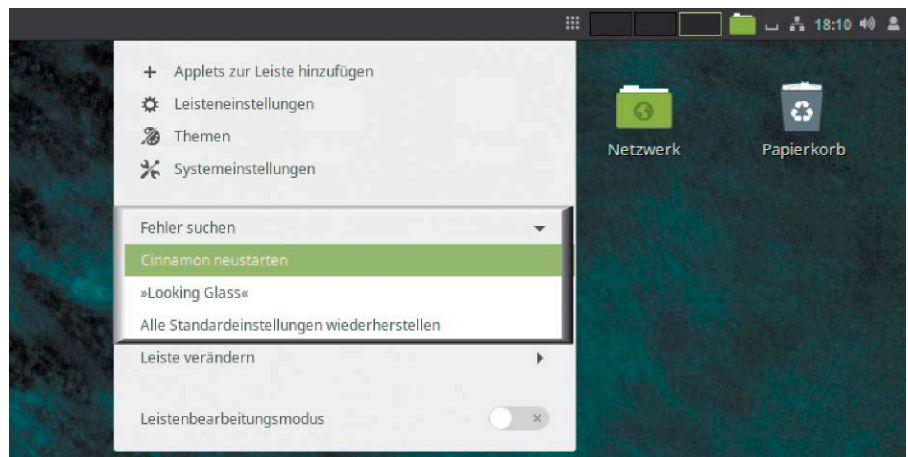 18:10
Applets zur Leiste hinzufügen
Leisteneinstellungen
Themen
Systemeinstellungen
Netzwerk
Papierkorb
Fehler suchen
Cinnamon neustarten
»Looking Glass«
Alle Standardeinstellungen wiederherstellen
Leiste verändern
Leistenbearbeitungsmodus